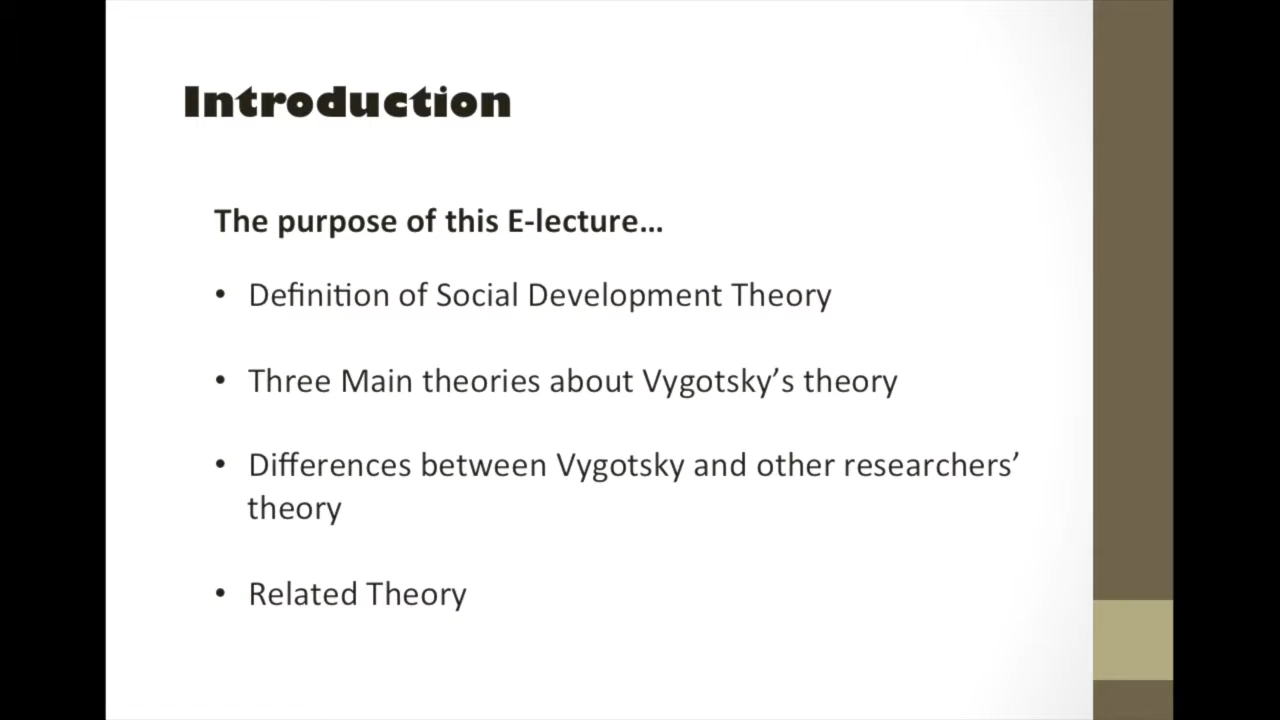 Introduction
The purpose of this E-lecture…
• Definition of Social Development Theory
• Three Main theories about Vygotsky’s theory
• Differences between Vygotsky and other researchers’
theory
• Related Theory